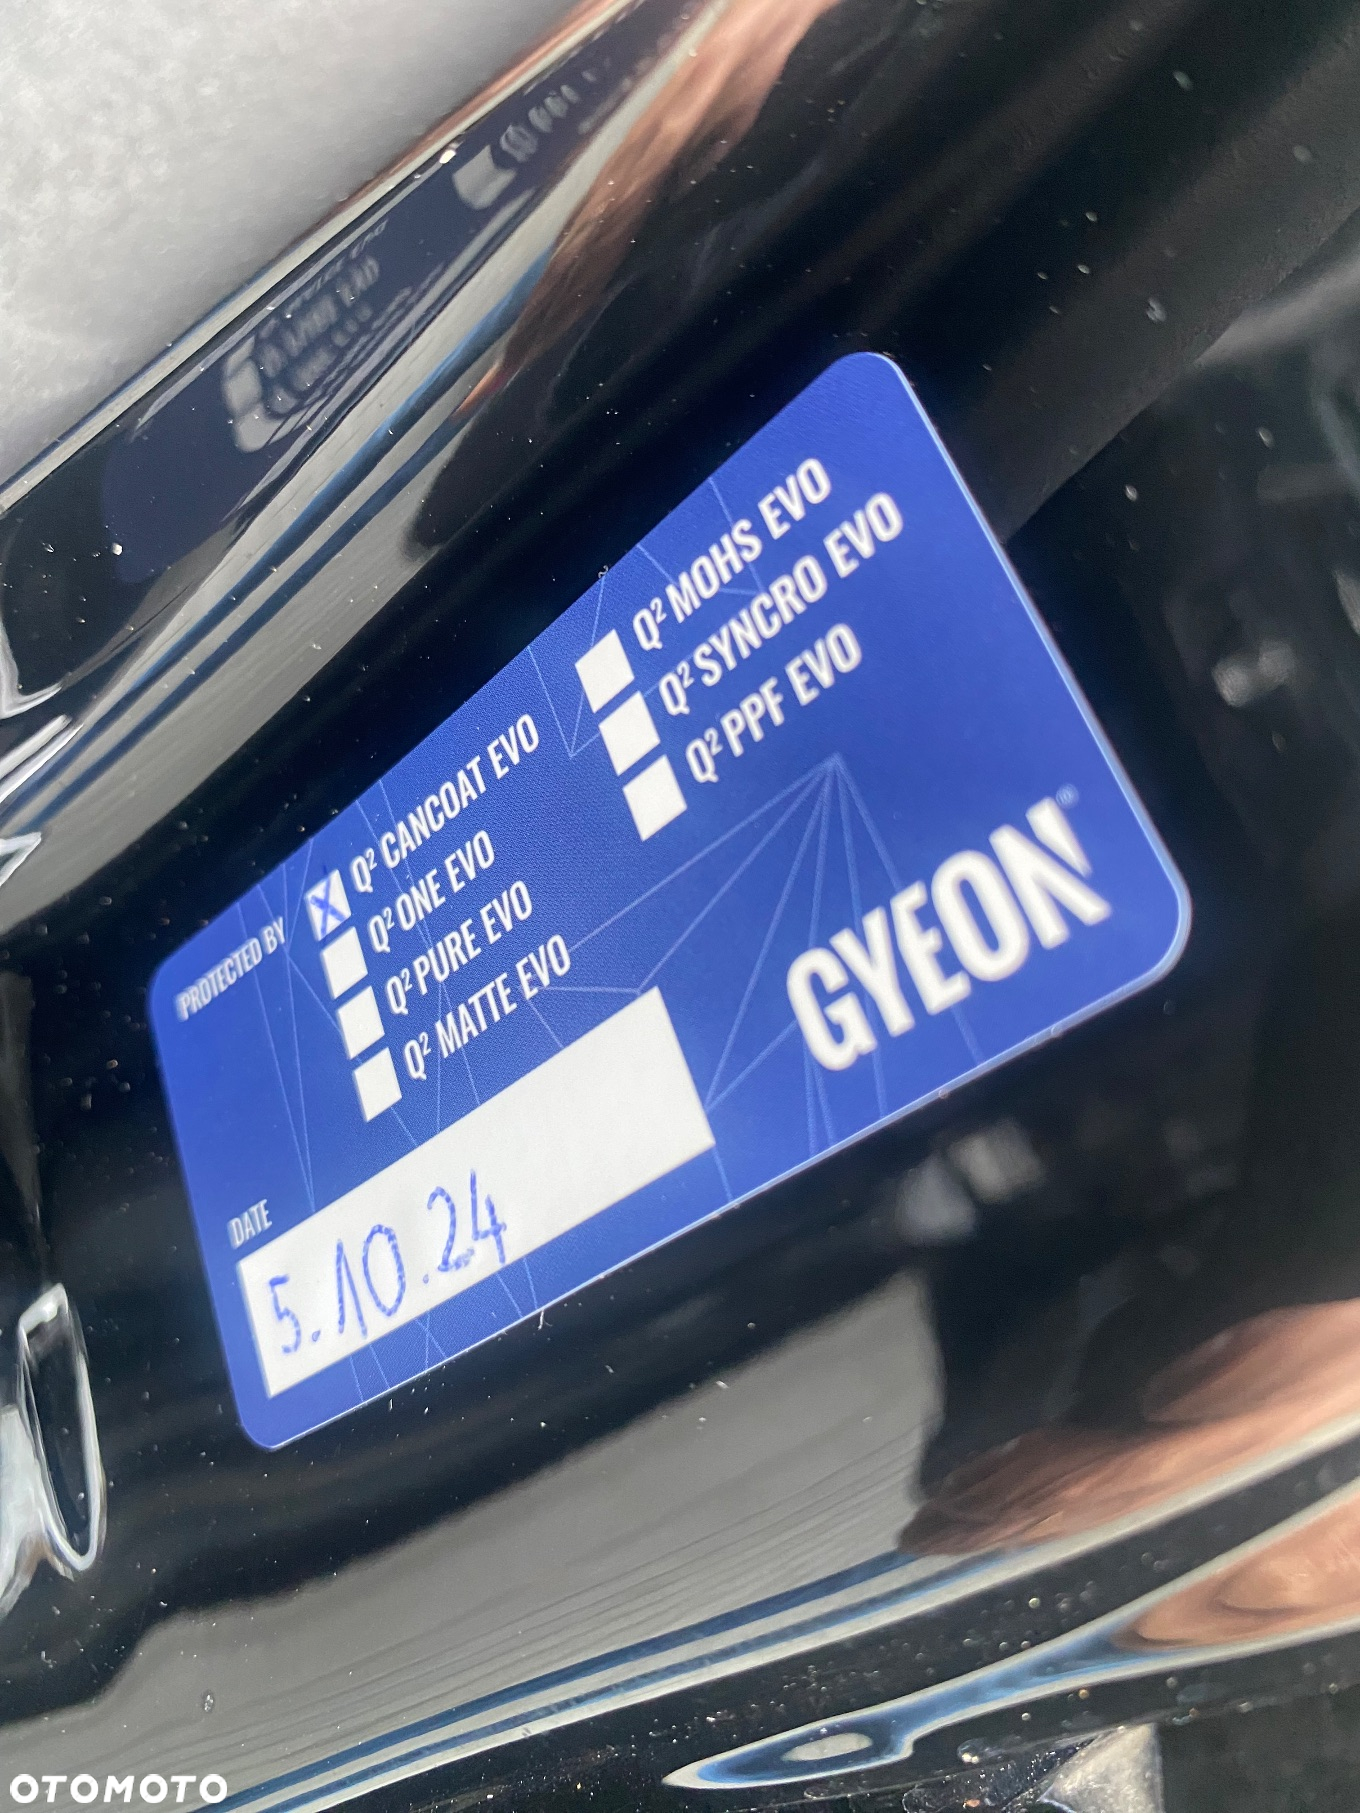 PROTECTED BY
Q² CANCOAT EVO
Q² ONE EVO
Q² PURE EVO
Q² MATTE EVO
Q² MOHS EVO
Q² SYNCRO EVO
Q² PPF EVO
DATE
5.10.24
GYEON®
OTOMOTO